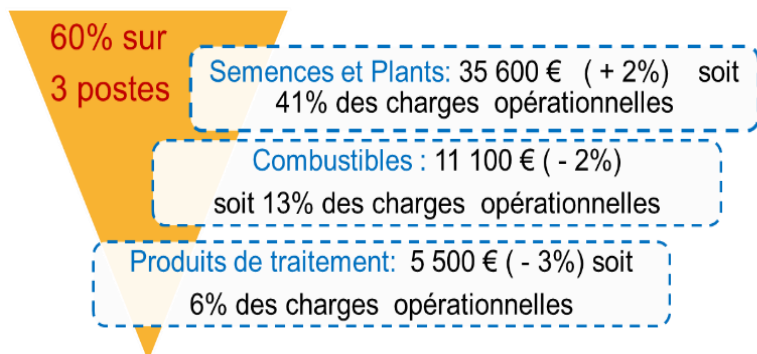 60% sur
3 postes
Semences et Plants: 35 600 € ( + 2%) soit
41% des charges opérationnelles
Combustibles : 11 100 € ( - 2%)
soit 13% des charges opérationnelles
Produits de traitement: 5 500 € ( - 3%) soit
6% des charges opérationnelles